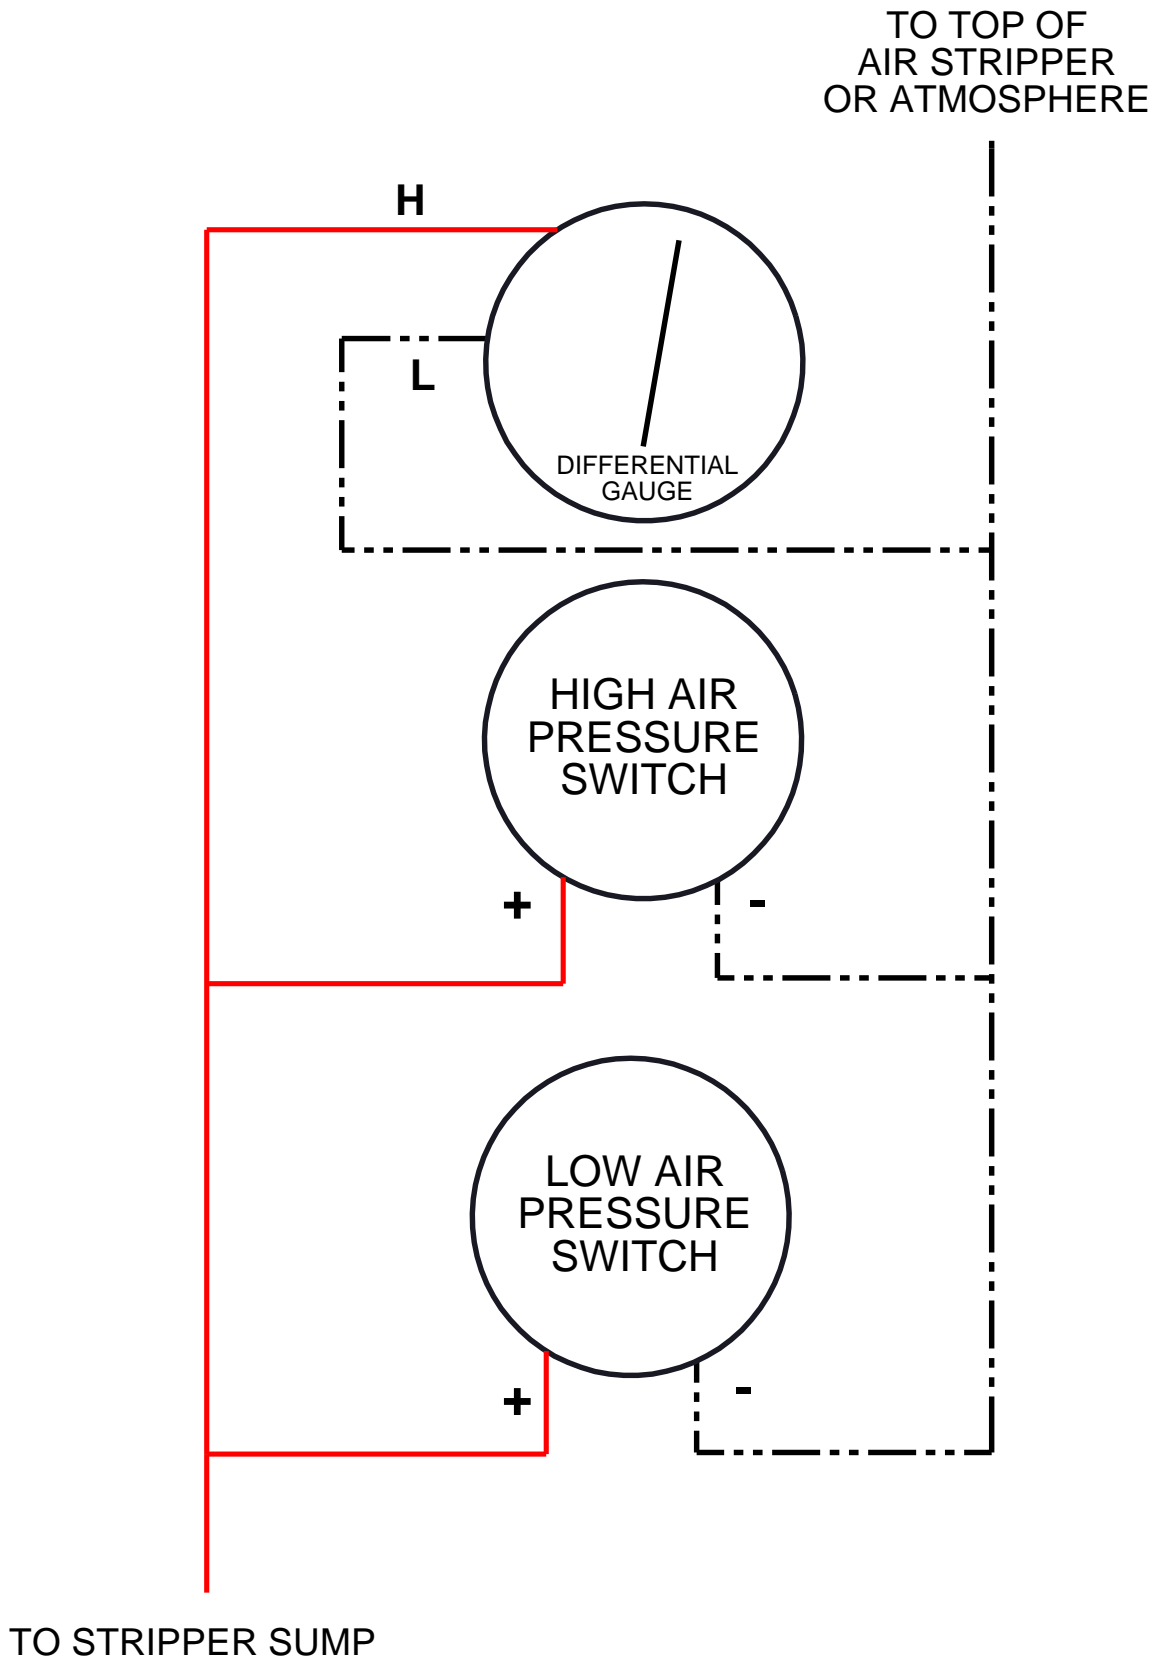 TO TOP OF
AIR STRIPPER
OR ATMOSPHERE
H
L
DIFFERENTIAL
GAUGE
HIGH AIR
PRESSURE
SWITCH
+
-
LOW AIR
PRESSURE
SWITCH
+
-
TO STRIPPER SUMP